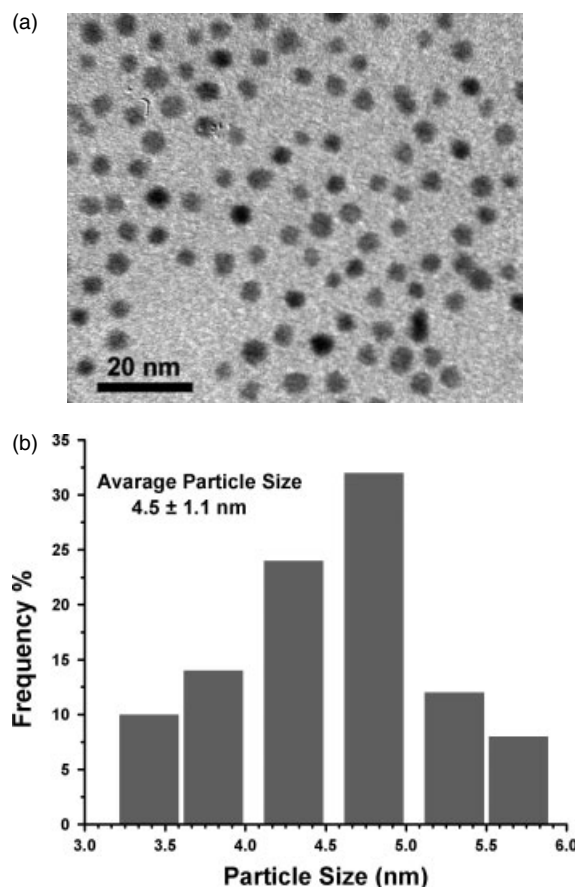 (a)
20 nm
(b)
35
Avarage Particle Size
30
4.5 ± 1.1 nm
25
20
Frequency %
15
10
5
0
3.0 3.5 4.0 4.5 5.0 5.5 6.0
Particle Size (nm)